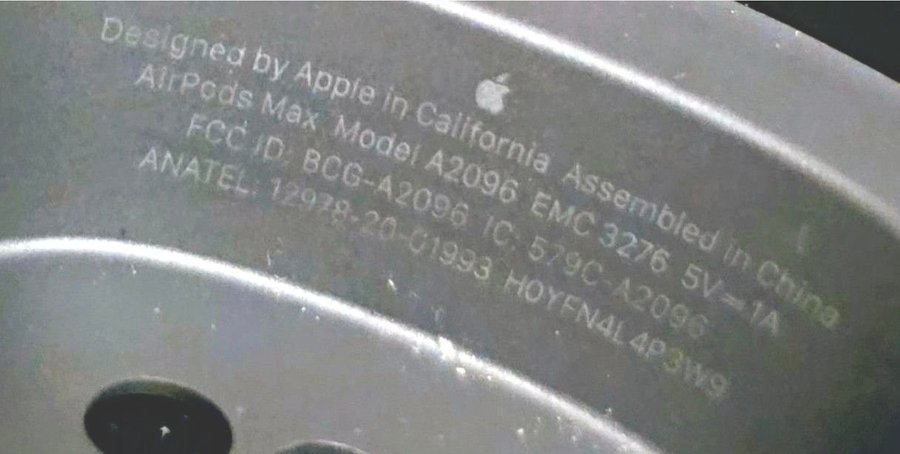 Designed by Apple in California Assembled in China
AirPods Max Model A2096 EMC 3276 5V⎓1A
FCC ID: BCG-A2096 IC: 579C-A2096
ANATEL: 12978-20-01993 H0YFN4L4P3W9